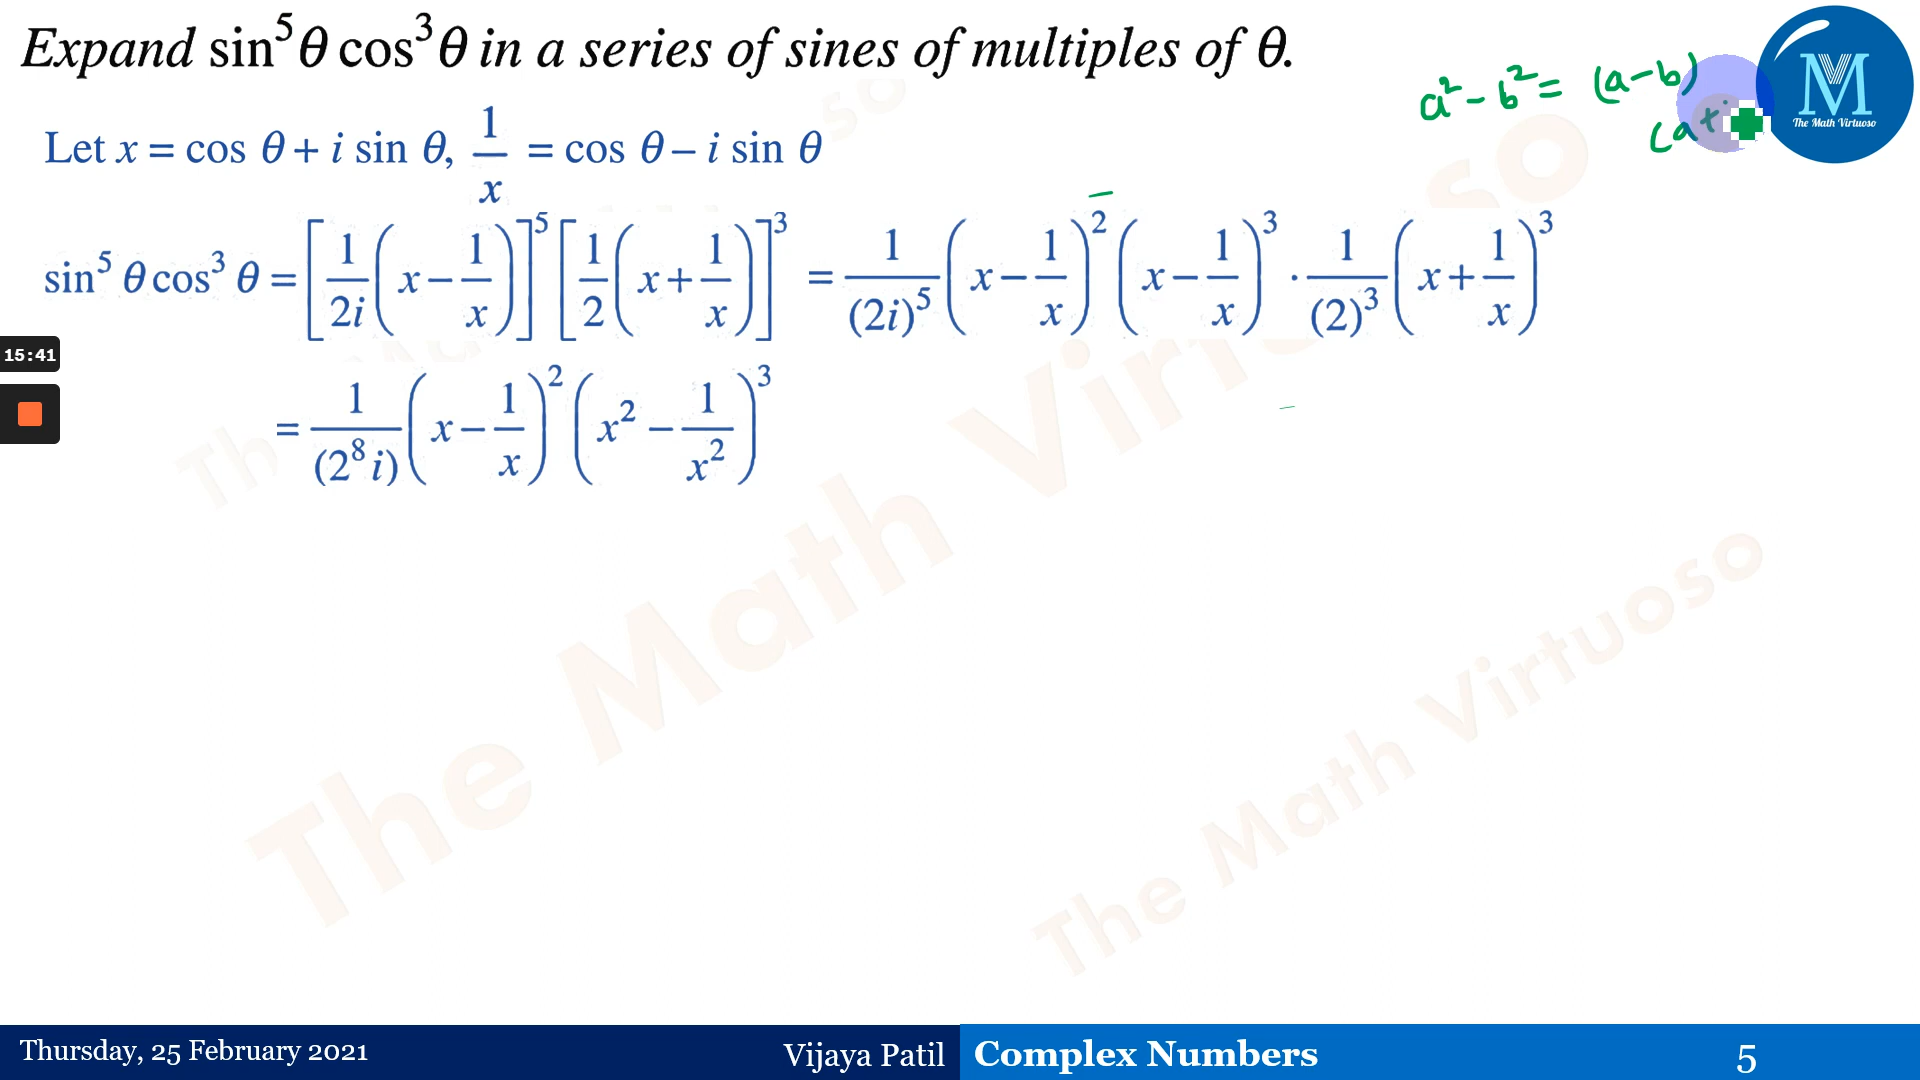 Expand sin⁵θ cos³θ in a series of sines of multiples of θ.
a² - b² = (a-b)
(a+
M
The Math Virtuoso
Let x = cos θ + i sin θ, 1/x = cos θ – i sin θ
sin⁵ θ cos³ θ = [1/2i (x – 1/x)]⁵ [1/2 (x + 1/x)]³ = 1/(2i)⁵ (x – 1/x)² (x – 1/x)³ · 1/(2)³ (x + 1/x)³
15:41
= 1/(2⁸ i) (x – 1/x)² (x² – 1/x²)³
The Math Virtuoso
The Math Virtuoso
Thursday, 25 February 2021
Vijaya Patil
Complex Numbers
5